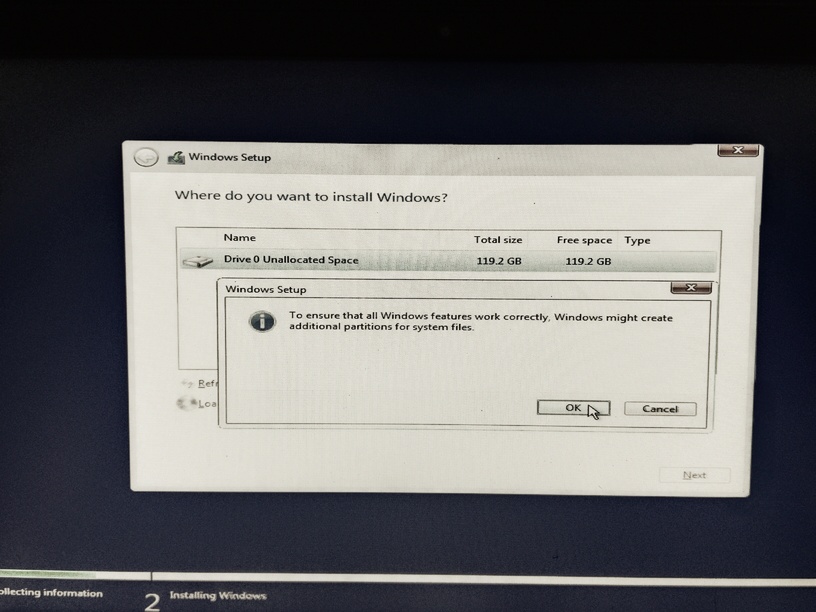 Windows Setup
Where do you want to install Windows?
Name Total size Free space Type
Drive 0 Unallocated Space 119.2 GB 119.2 GB
Windows Setup
To ensure that all Windows features work correctly, Windows might create
additional partitions for system files.
Refr
Loa
OK Cancel
Next
ollecting information
2 Installing Windows